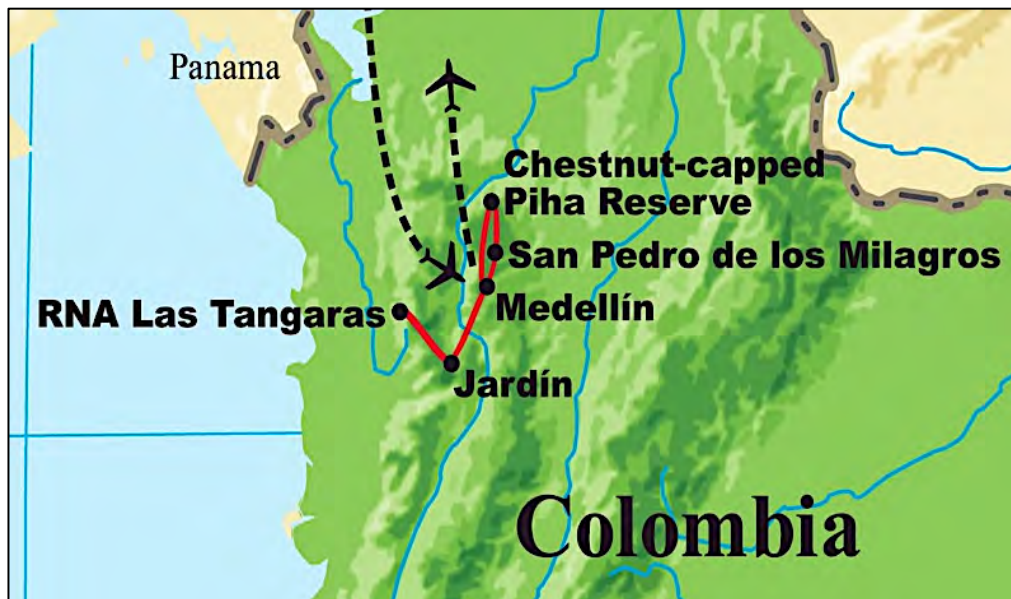 Panama
Chestnut-capped
Piha Reserve
San Pedro de los Milagros
Medellín
RNA Las Tangaras
Jardín
Colombia